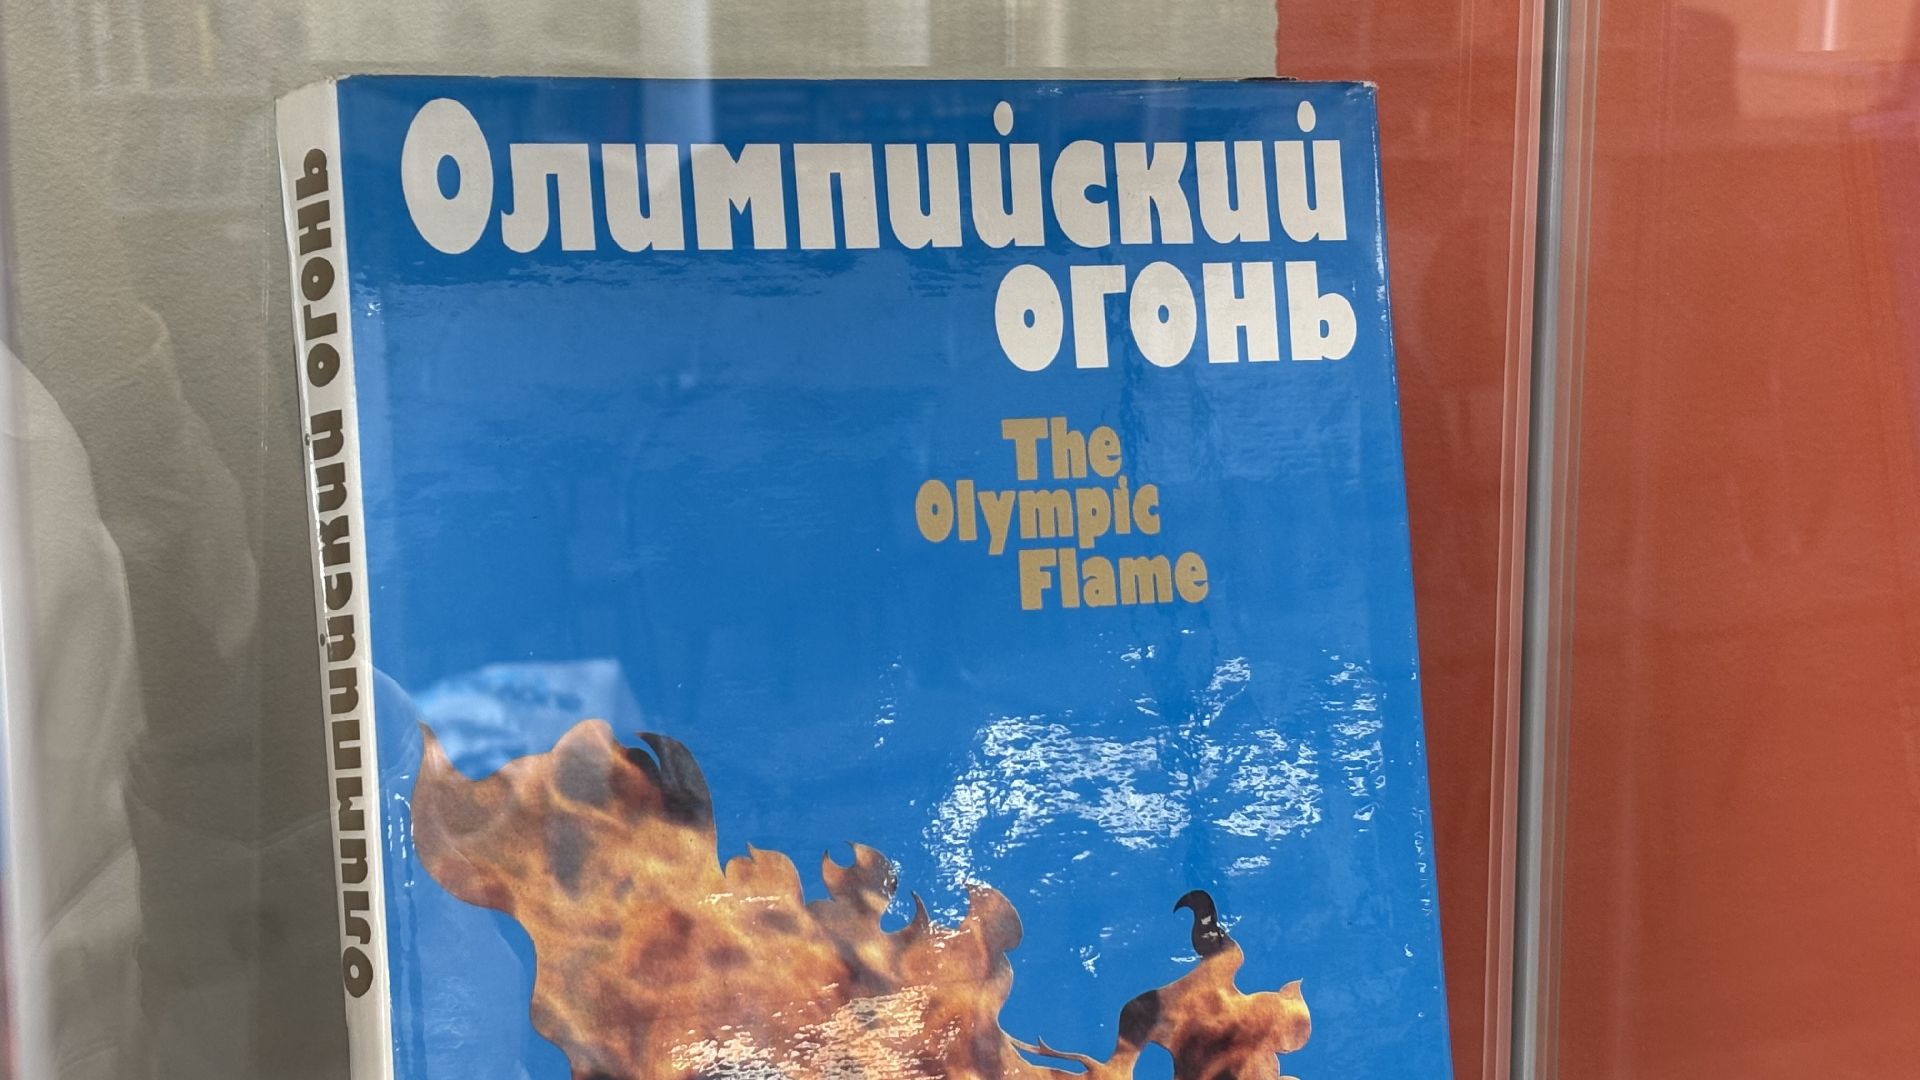 Олимпийский
огонь
The
Olympic
Flame
олимпийский огонь